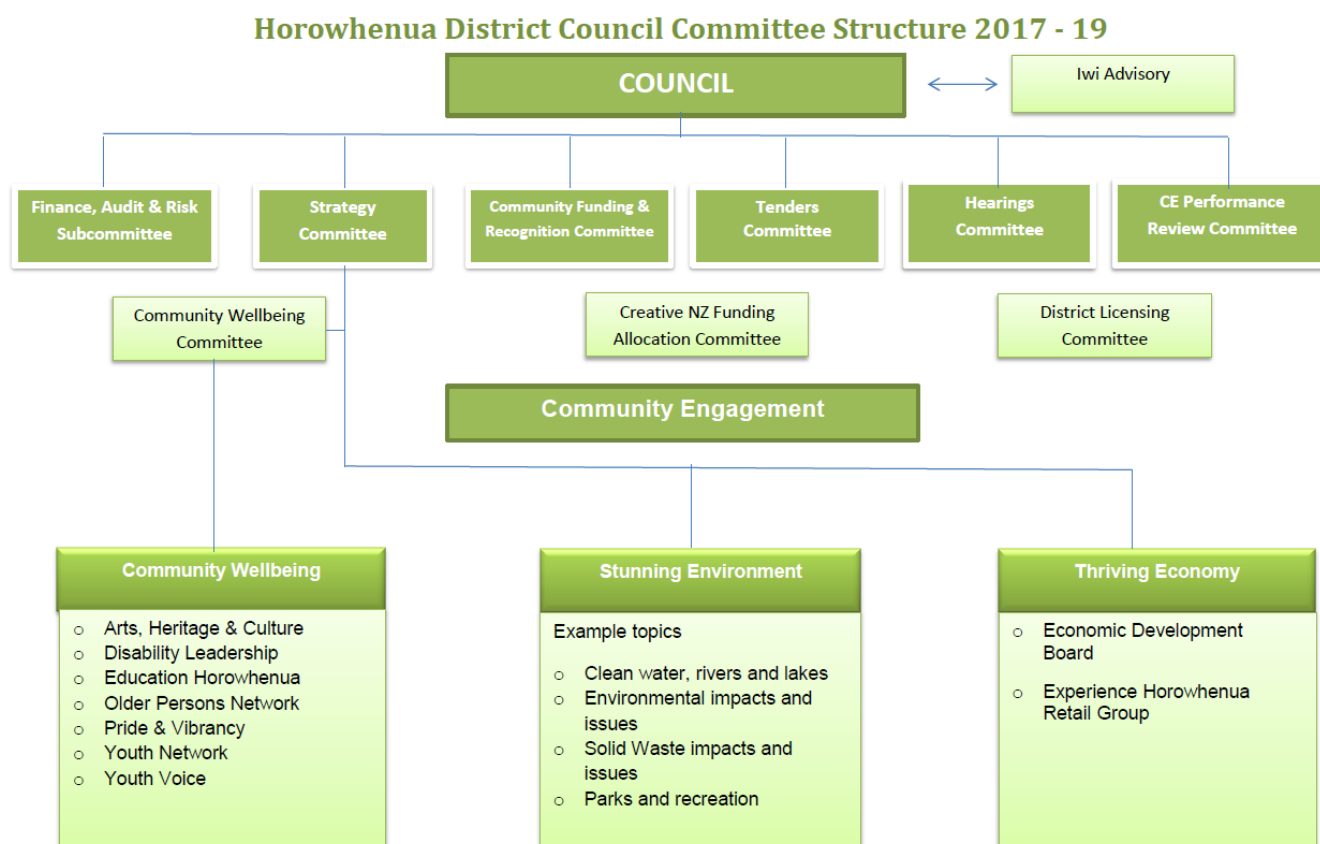 Horowhenua District Council Committee Structure 2017 - 19
COUNCIL
Iwi Advisory
Finance, Audit & Risk
Subcommittee
Strategy
Committee
Community Funding &
Recognition Committee
Tenders
Committee
Hearings
Committee
CE Performance
Review Committee
Community Wellbeing
Committee
Creative NZ Funding
Allocation Committee
District Licensing
Committee
Community Engagement
Community Wellbeing
o Arts, Heritage & Culture
o Disability Leadership
o Education Horowhenua
o Older Persons Network
o Pride & Vibrancy
o Youth Network
o Youth Voice
Stunning Environment
Example topics
o Clean water, rivers and lakes
o Environmental impacts and
issues
o Solid Waste impacts and
issues
o Parks and recreation
Thriving Economy
o Economic Development
Board
o Experience Horowhenua
Retail Group